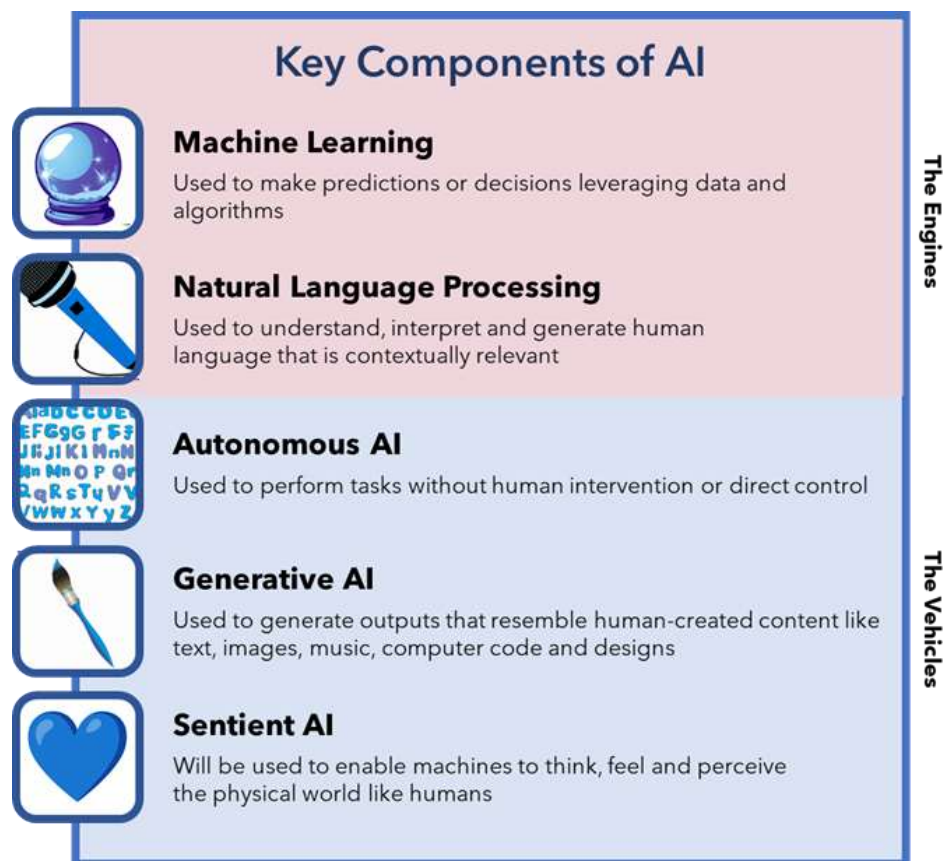 Key Components of AI
Machine Learning
Used to make predictions or decisions leveraging data and
algorithms
Natural Language Processing
Used to understand, interpret and generate human
language that is contextually relevant
The Engines
Autonomous AI
Used to perform tasks without human intervention or direct control
Generative AI
Used to generate outputs that resemble human-created content like
text, images, music, computer code and designs
Sentient AI
Will be used to enable machines to think, feel and perceive
the physical world like humans
The Vehicles